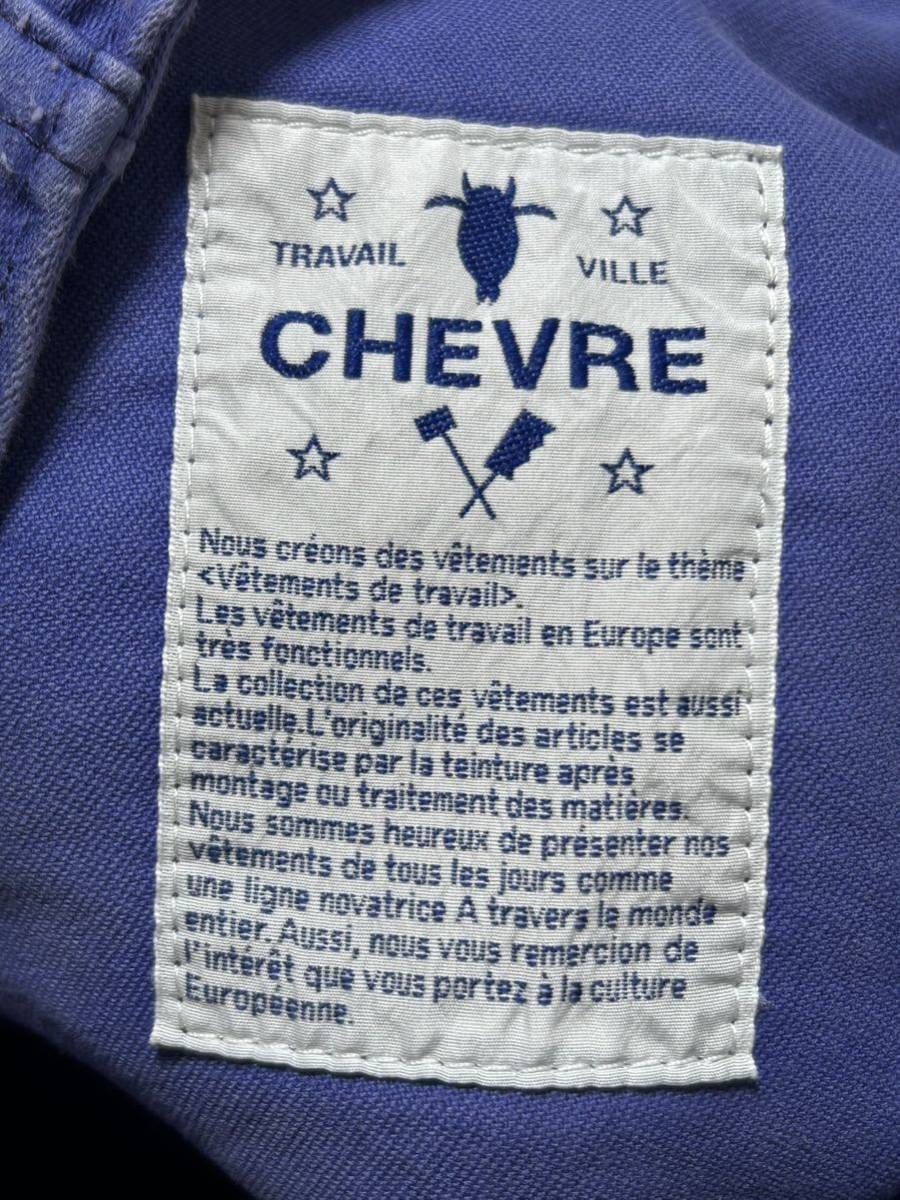 TRAVAIL
VILLE
CHEVRE
Nous créons des vêtements sur le thème
<Vêtements de travail>.
Les vêtements de travail en Europe sont
très fonctionnels.
La collection de ces vêtements est aussi
actuelle.L'originalité des articles se
caractérise par la teinture après
montage ou traitement des matières.
Nous sommes heureux de présenter nos
vêtements de tous les jours comme
une ligne novatrice A travers le monde
entier. Aussi, nous vous remercion de
l'intérêt que vous portez à la culture
Européenne.